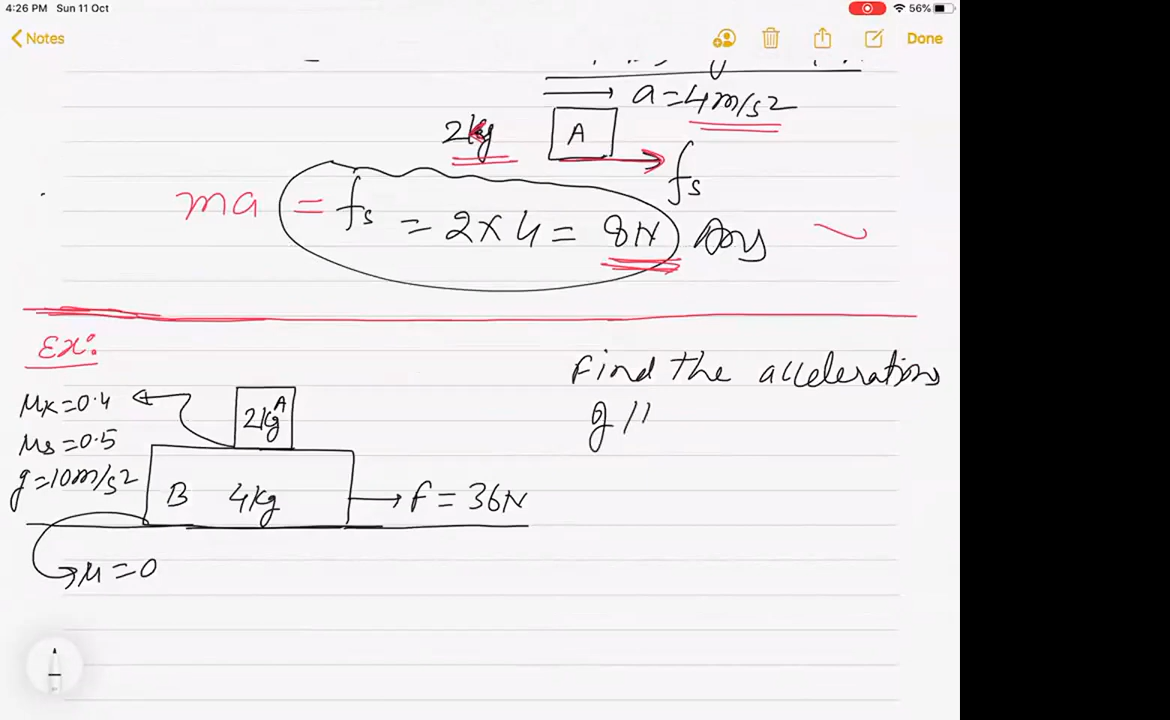 4:26 PM Sun 11 Oct
56%
Notes
Done
a = 4m/s2
2kg
A
fs
ma = fs = 2 x 4 = 8N Ans
Ex:
Find the accelerations
μK = 0.4
2kg A
μs = 0.5
g = 10m/s2
B 4kg
f = 36N
μ = 0